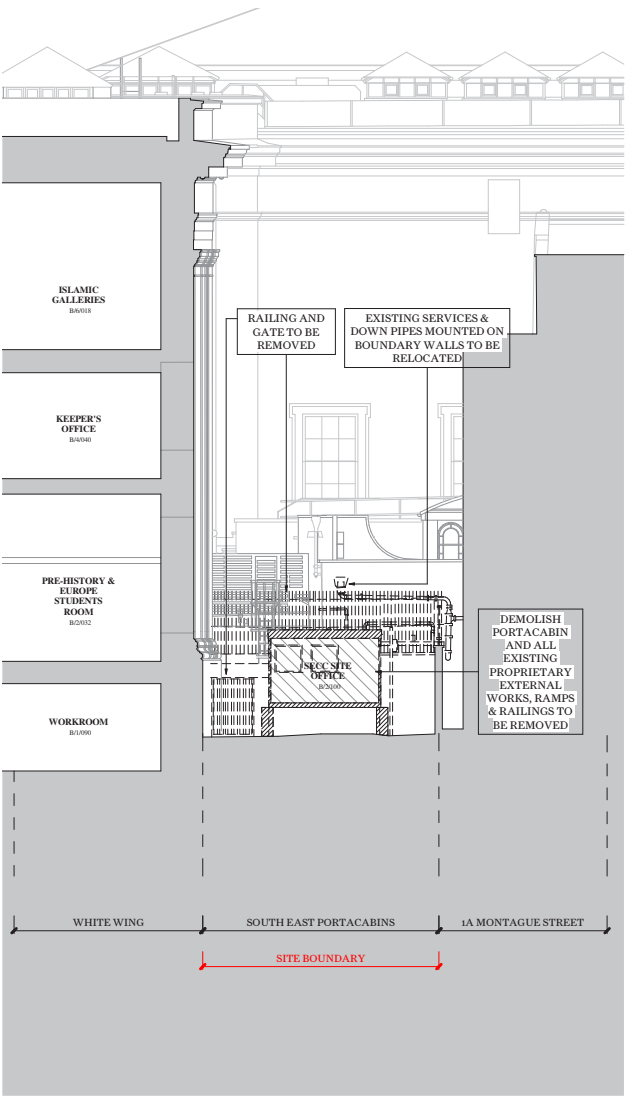 ISLAMIC
GALLERIES
B/6/018
RAILING AND
GATE TO BE
REMOVED
EXISTING SERVICES &
DOWN PIPES MOUNTED ON
BOUNDARY WALLS TO BE
RELOCATED
KEEPER'S
OFFICE
B/4/040
PRE-HISTORY &
EUROPE
STUDENTS
ROOM
B/2/032
SECC SITE
OFFICE
B/2/100
DEMOLISH
PORTACABIN
AND ALL
EXISTING
PROPRIETARY
EXTERNAL
WORKS, RAMPS
& RAILINGS TO
BE REMOVED
WORKROOM
B/1/090
WHITE WING
SOUTH EAST PORTACABINS
1A MONTAGUE STREET
SITE BOUNDARY